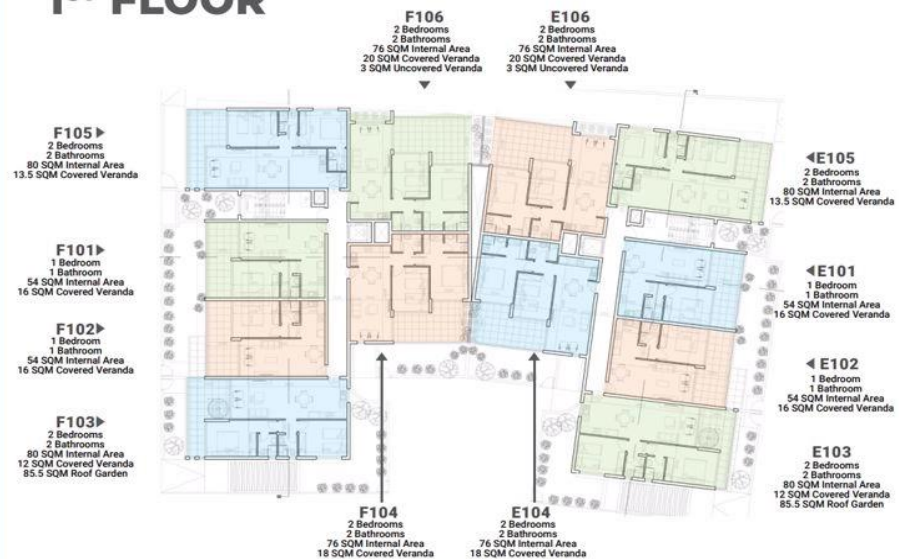 1ST FLOOR
F106
2 Bedrooms
2 Bathrooms
76 SQM Internal Area
20 SQM Covered Veranda
3 SQM Uncovered Veranda
E106
2 Bedrooms
2 Bathrooms
76 SQM Internal Area
20 SQM Covered Veranda
3 SQM Uncovered Veranda
F105
2 Bedrooms
2 Bathrooms
80 SQM Internal Area
13.5 SQM Covered Veranda
E105
2 Bedrooms
2 Bathrooms
80 SQM Internal Area
13.5 SQM Covered Veranda
F101
1 Bedroom
1 Bathroom
54 SQM Internal Area
16 SQM Covered Veranda
E101
1 Bedroom
1 Bathroom
54 SQM Internal Area
16 SQM Covered Veranda
F102
1 Bedroom
1 Bathroom
54 SQM Internal Area
16 SQM Covered Veranda
E102
1 Bedroom
1 Bathroom
54 SQM Internal Area
16 SQM Covered Veranda
F103
2 Bedrooms
2 Bathrooms
80 SQM Internal Area
12 SQM Covered Veranda
85.5 SQM Roof Garden
E103
2 Bedrooms
2 Bathrooms
80 SQM Internal Area
12 SQM Covered Veranda
85.5 SQM Roof Garden
F104
2 Bedrooms
2 Bathrooms
76 SQM Internal Area
18 SQM Covered Veranda
E104
2 Bedrooms
2 Bathrooms
76 SQM Internal Area
18 SQM Covered Veranda